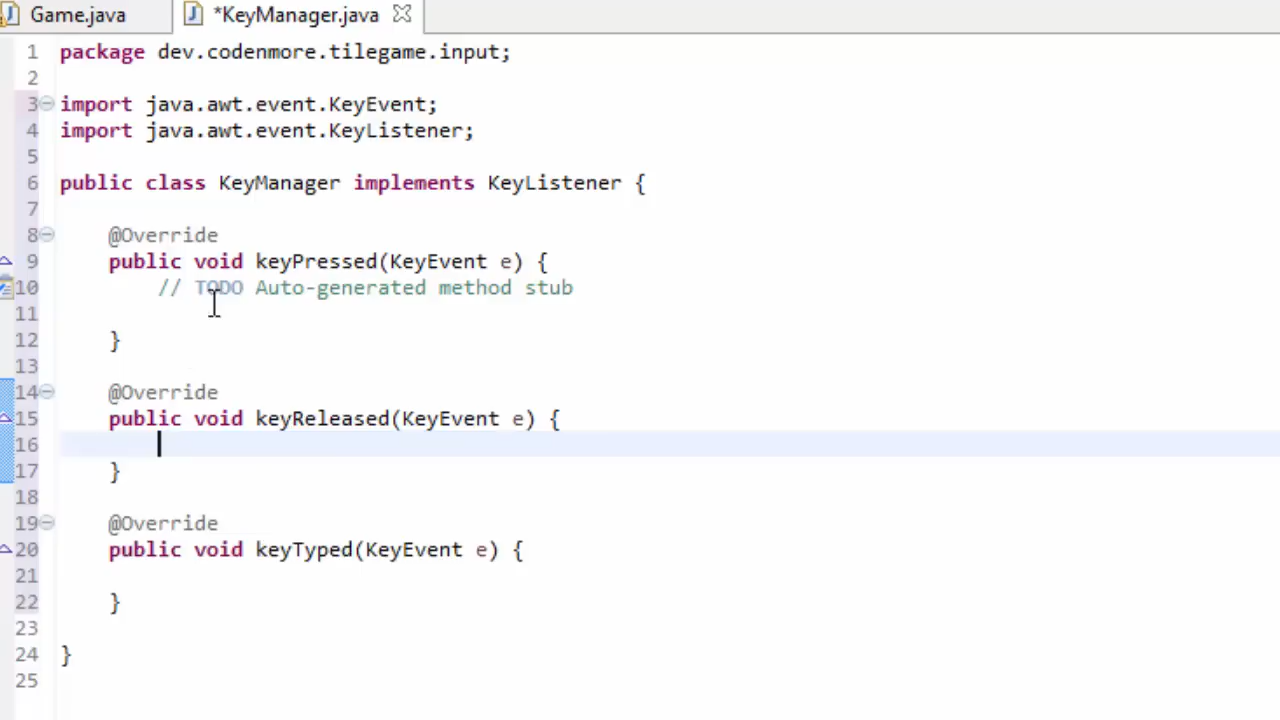 Game.java *KeyManager.java
1 package dev.codenmore.tilegame.input;
2
3 import java.awt.event.KeyEvent;
4 import java.awt.event.KeyListener;
5
6 public class KeyManager implements KeyListener {
7
8 @Override
9 public void keyPressed(KeyEvent e) {
10 // TODO Auto-generated method stub
11
12 }
13
14 @Override
15 public void keyReleased(KeyEvent e) {
16
17 }
18
19 @Override
20 public void keyTyped(KeyEvent e) {
21
22 }
23
24 }
25